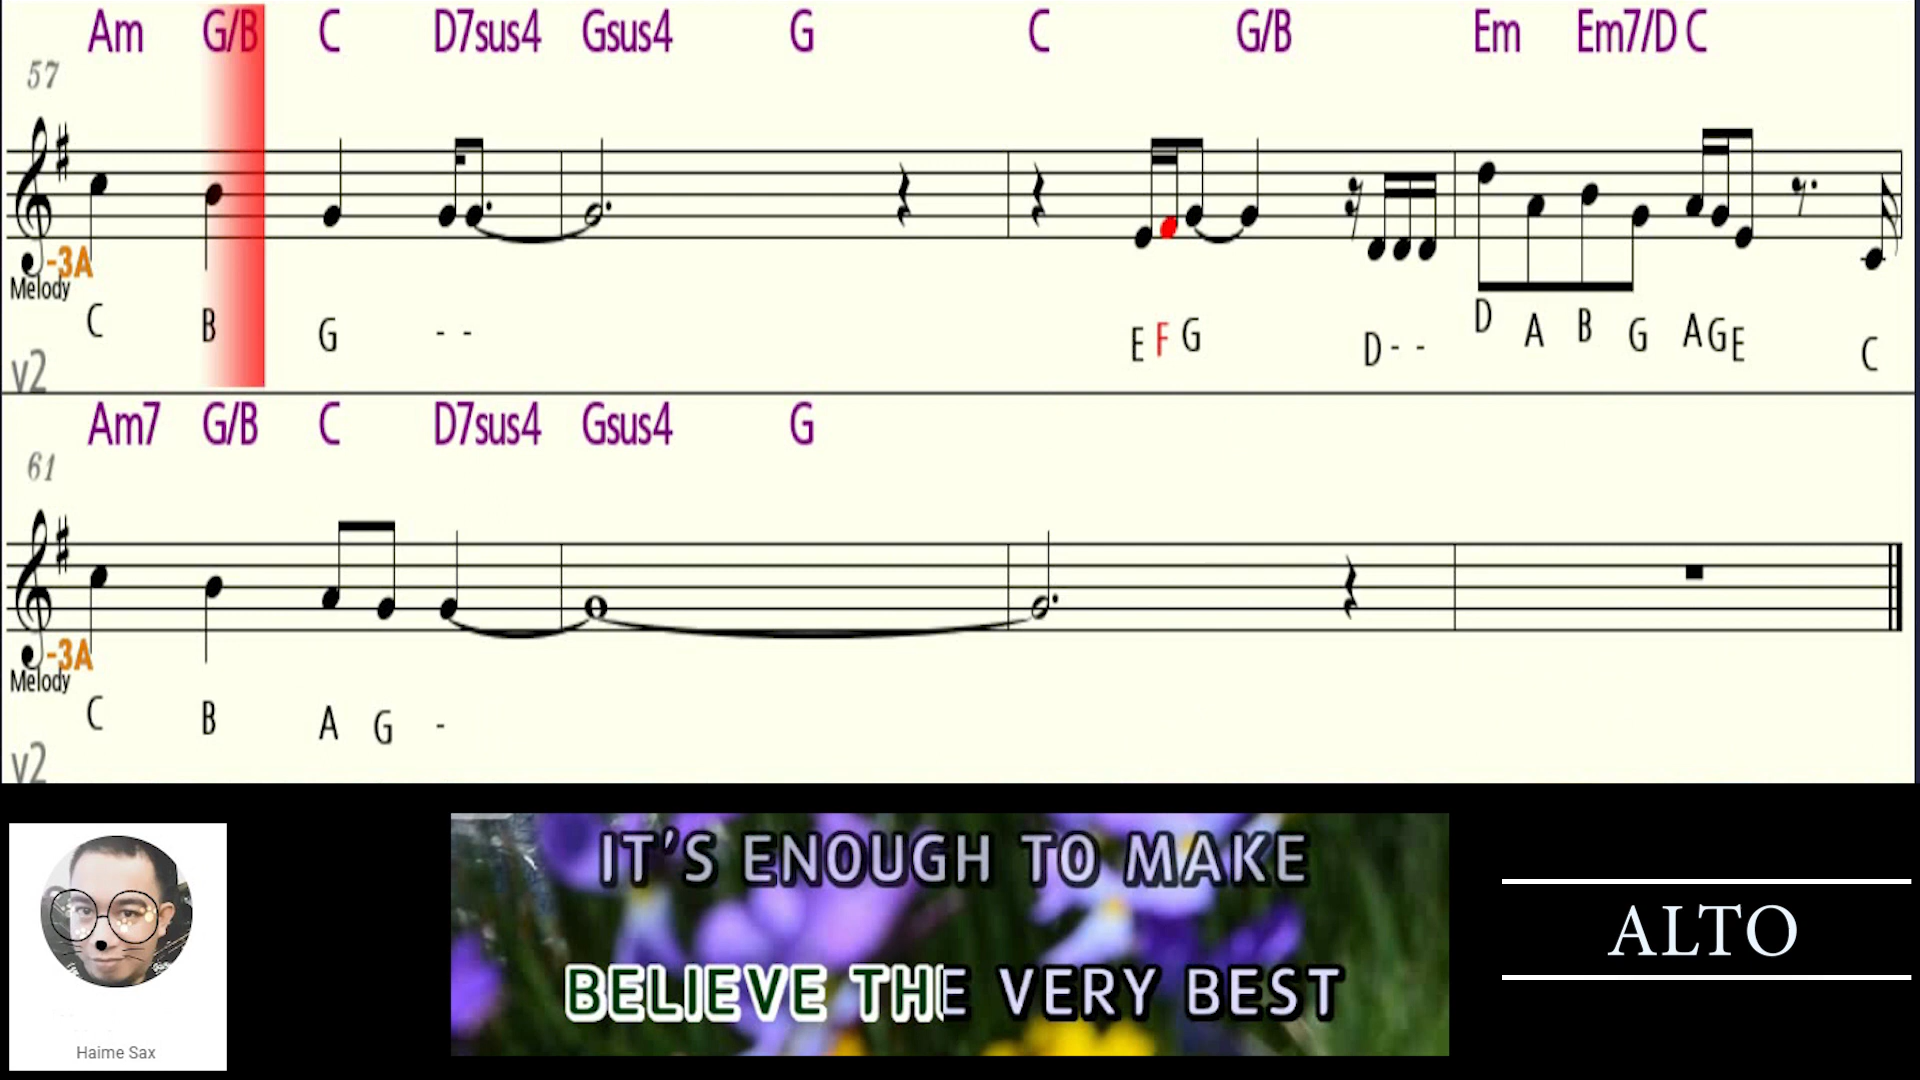 Am G/B C D7sus4 Gsus4 G C G/B Em Em7/D C
57
-3A
Melody
C B G - - E F G D - - D A B G A G E C
v2
Am7 G/B C D7sus4 Gsus4 G
61
-3A
Melody
C B A G -
v2
IT'S ENOUGH TO MAKE
BELIEVE THE VERY BEST
ALTO
Haime Sax